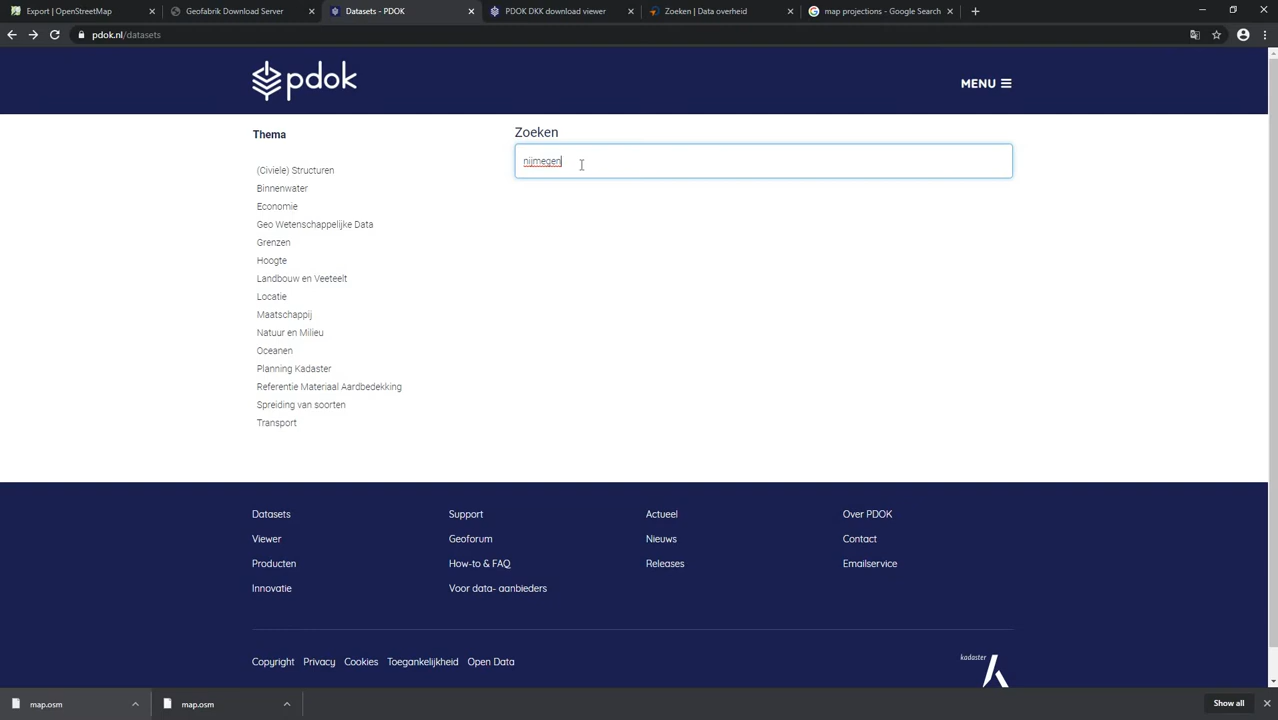 Export | OpenStreetMap
Geofabrik Download Server
Datasets - PDOK
PDOK DKK download viewer
Zoeken | Data overheid
map projections - Google Search
pdok.nl/datasets
pdok
MENU
Thema
(Civiele) Structuren
Binnenwater
Economie
Geo Wetenschappelijke Data
Grenzen
Hoogte
Landbouw en Veeteelt
Locatie
Maatschappij
Natuur en Milieu
Oceanen
Planning Kadaster
Referentie Materiaal Aardbedekking
Spreiding van soorten
Transport
Zoeken
nijmegen
Datasets
Viewer
Producten
Innovatie
Support
Geoforum
How-to & FAQ
Voor data- aanbieders
Actueel
Nieuws
Releases
Over PDOK
Contact
Emailservice
Copyright Privacy Cookies Toegankelijkheid Open Data
kadaster
map.osm
map.osm
Show all